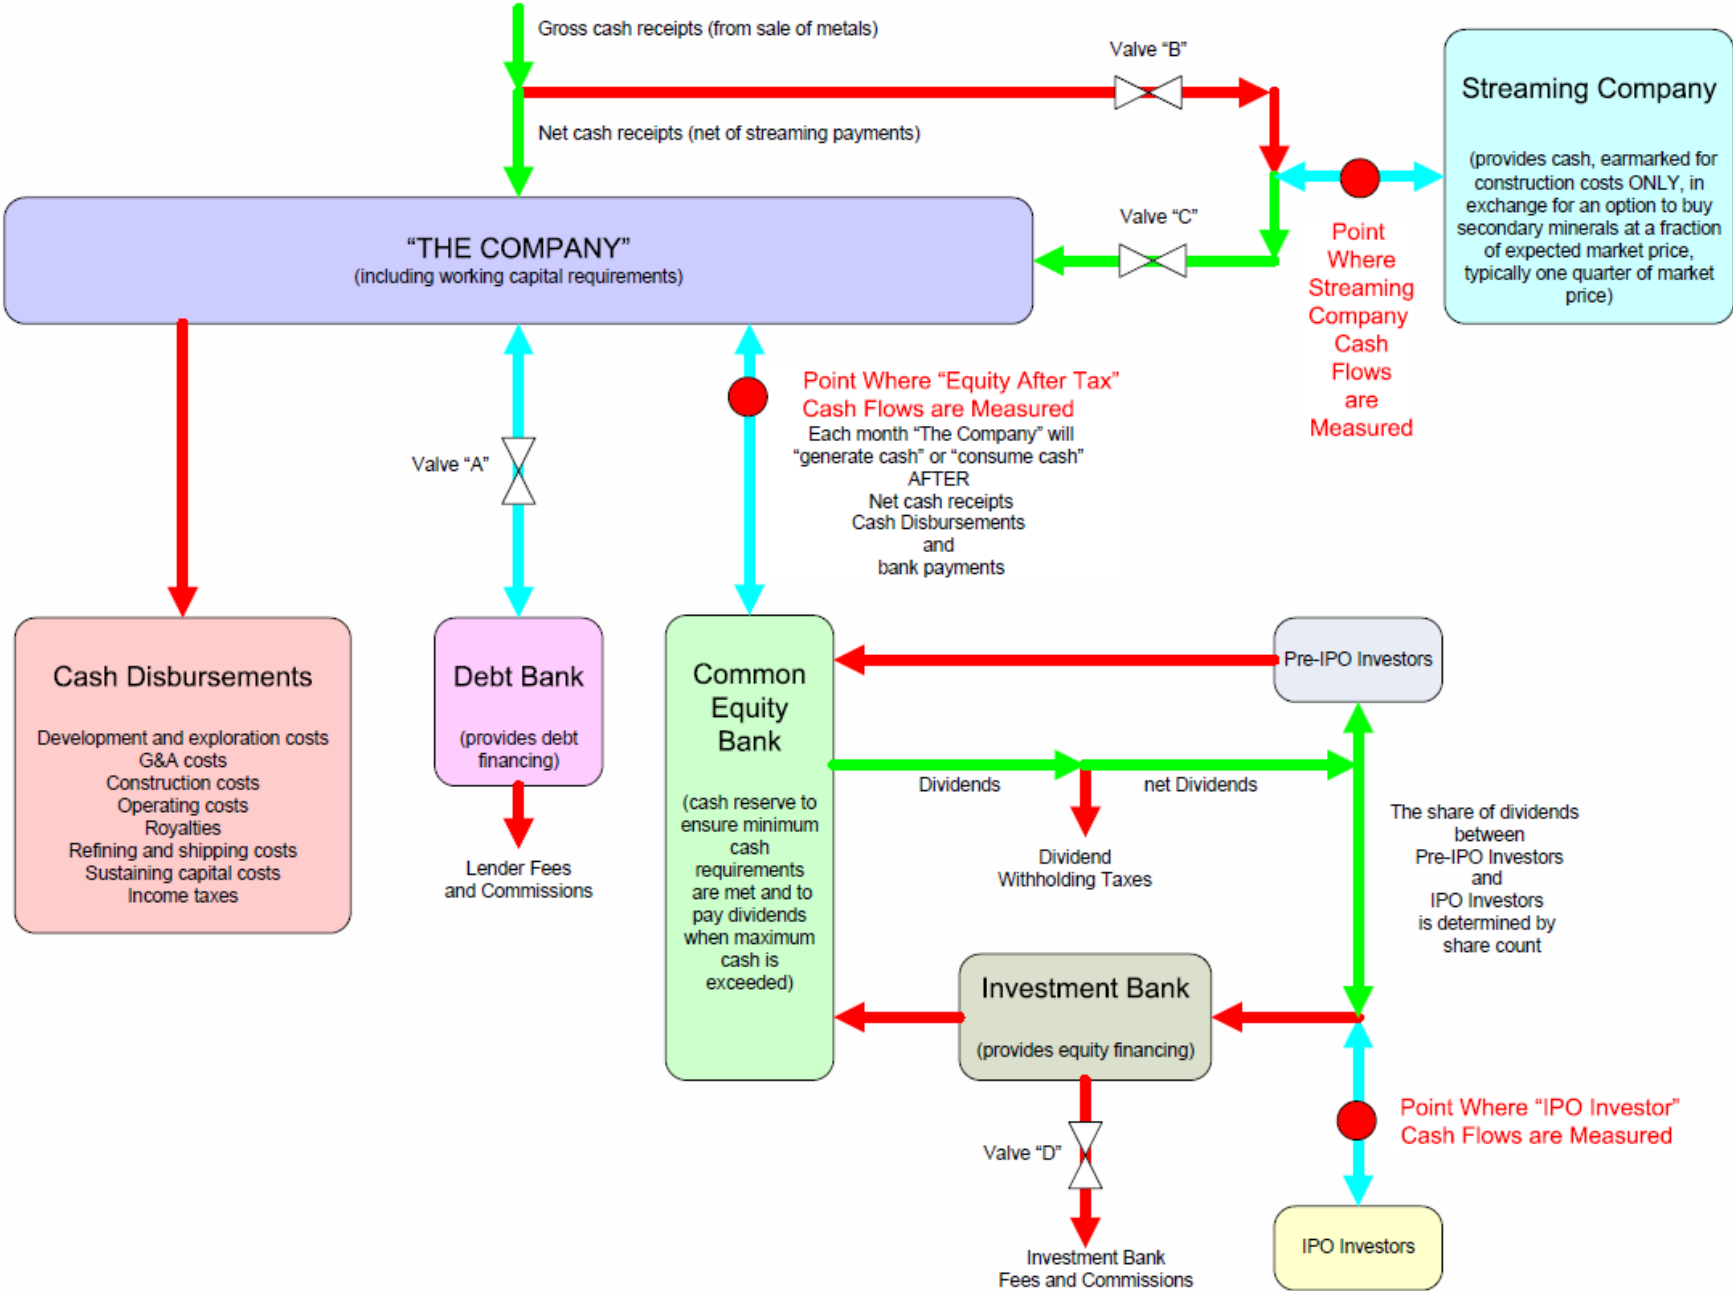 Gross cash receipts (from sale of metals)
Valve “B”
Net cash receipts (net of streaming payments)
Streaming Company
(provides cash, earmarked for
construction costs ONLY, in
exchange for an option to buy
secondary minerals at a fraction
of expected market price,
typically one quarter of market
price)
“THE COMPANY”
(including working capital requirements)
Valve “C”
Point
Where
Streaming
Company
Cash
Flows
are
Measured
Valve “A”
Point Where “Equity After Tax”
Cash Flows are Measured
Each month “The Company” will
“generate cash” or “consume cash”
AFTER
Net cash receipts
Cash Disbursements
and
bank payments
Cash Disbursements
Development and exploration costs
G&A costs
Construction costs
Operating costs
Royalties
Refining and shipping costs
Sustaining capital costs
Income taxes
Debt Bank
(provides debt
financing)
Lender Fees
and Commissions
Common
Equity
Bank
(cash reserve to
ensure minimum
cash
requirements
are met and to
pay dividends
when maximum
cash is
exceeded)
Pre-IPO Investors
Dividends
net Dividends
Dividend
Withholding Taxes
The share of dividends
between
Pre-IPO Investors
and
IPO Investors
is determined by
share count
Investment Bank
(provides equity financing)
Valve “D”
Investment Bank
Fees and Commissions
Point Where “IPO Investor”
Cash Flows are Measured
IPO Investors